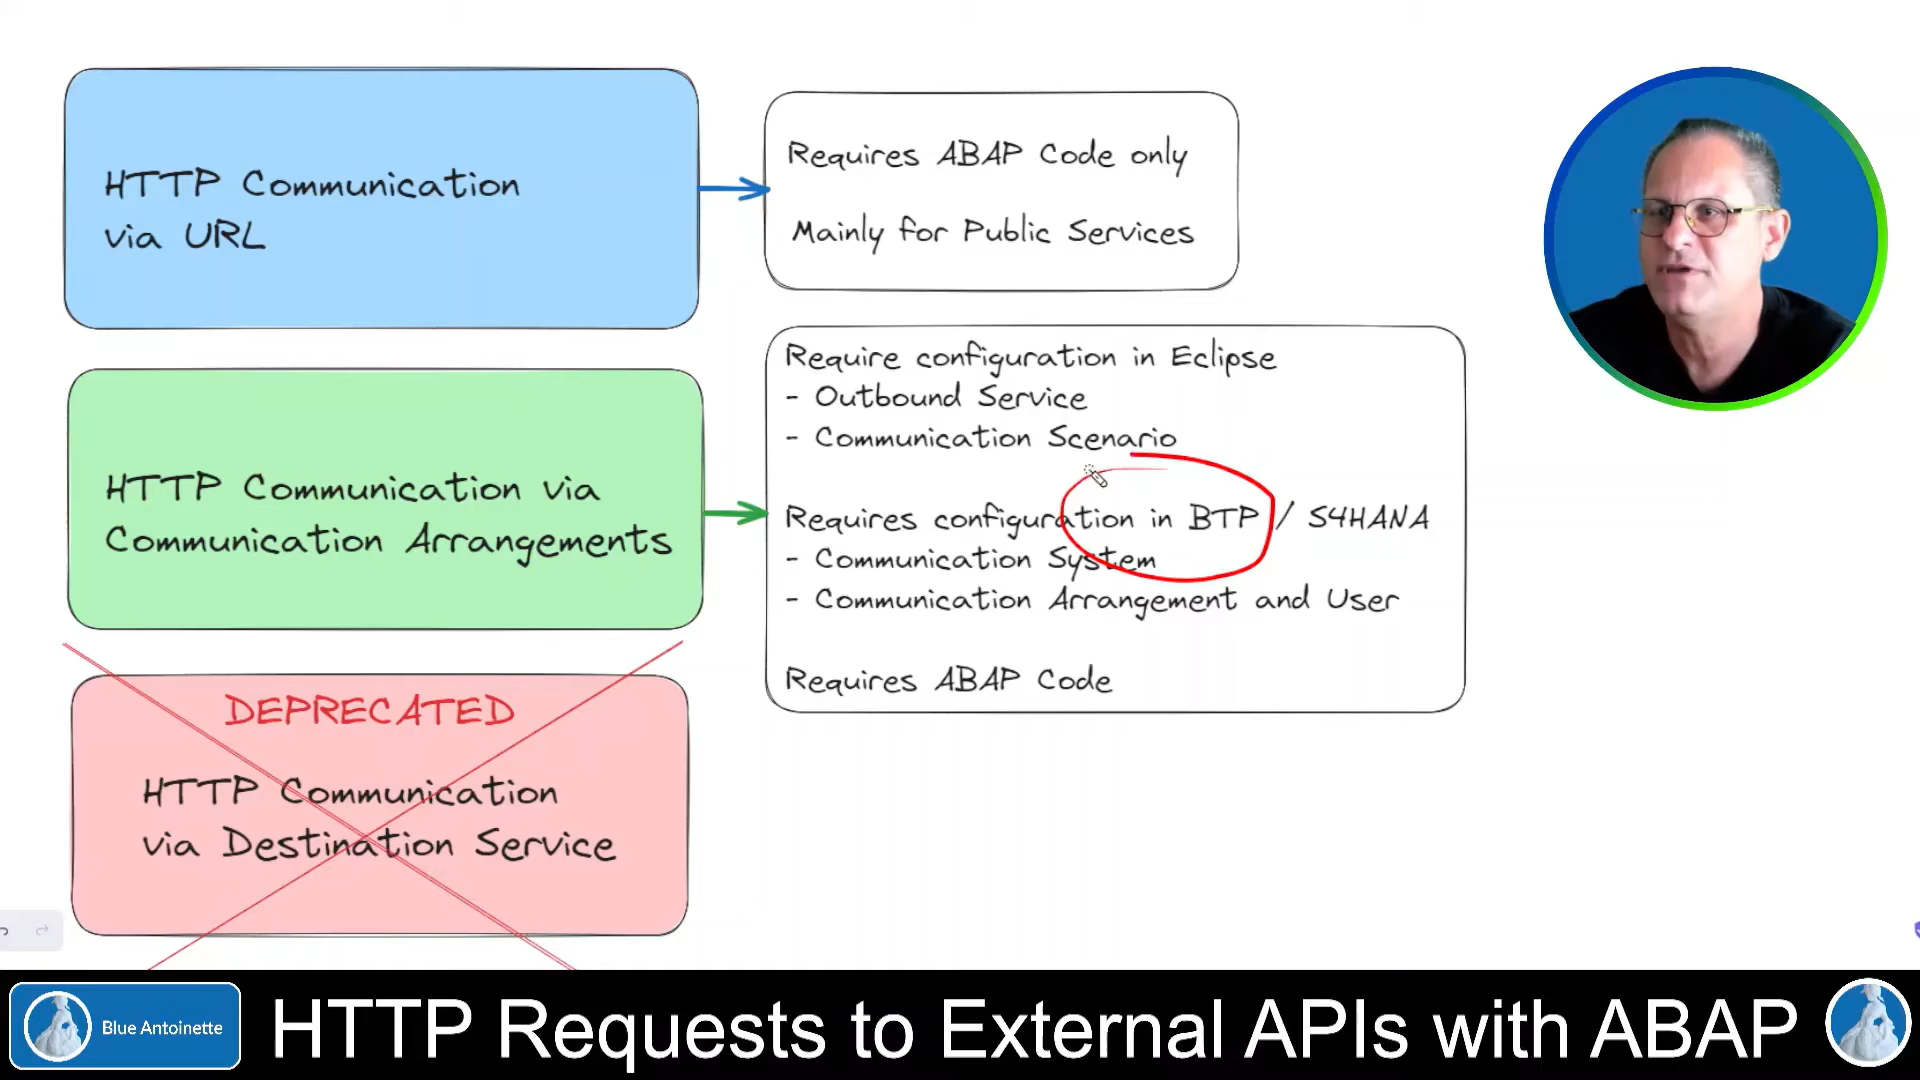 HTTP Communication
via URL
Requires ABAP Code only
Mainly for Public Services
HTTP Communication via
Communication Arrangements
Require configuration in Eclipse
- Outbound Service
- Communication Scenario
Requires configuration in BTP / S4HANA
- Communication System
- Communication Arrangement and User
Requires ABAP Code
DEPRECATED
HTTP Communication
via Destination Service
Blue Antoinette
HTTP Requests to External APIs with ABAP